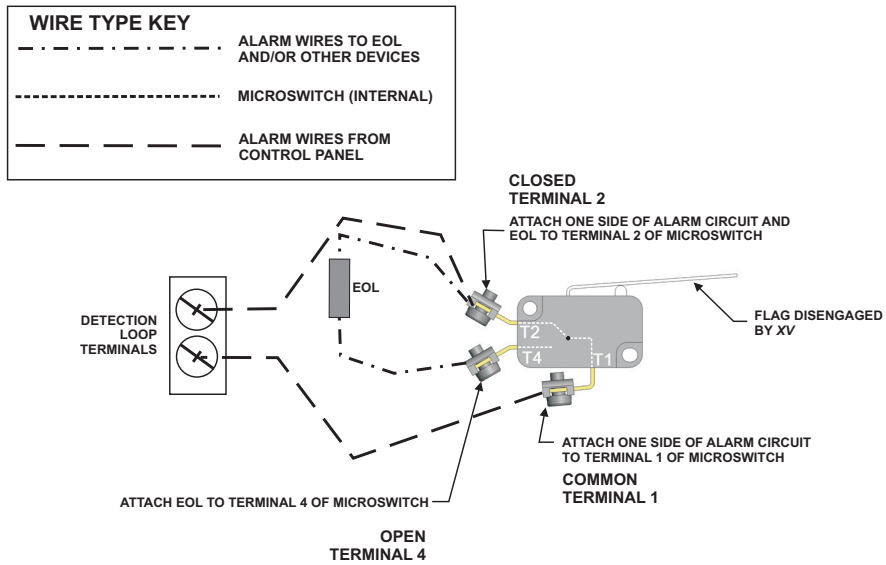 WIRE TYPE KEY
ALARM WIRES TO EOL
AND/OR OTHER DEVICES
MICROSWITCH (INTERNAL)
ALARM WIRES FROM
CONTROL PANEL
CLOSED
TERMINAL 2
ATTACH ONE SIDE OF ALARM CIRCUIT AND
EOL TO TERMINAL 2 OF MICROSWITCH
EOL
DETECTION
LOOP
TERMINALS
FLAG DISENGAGED
BY XV
T2
T4
T1
ATTACH ONE SIDE OF ALARM CIRCUIT
TO TERMINAL 1 OF MICROSWITCH
COMMON
TERMINAL 1
ATTACH EOL TO TERMINAL 4 OF MICROSWITCH
OPEN
TERMINAL 4